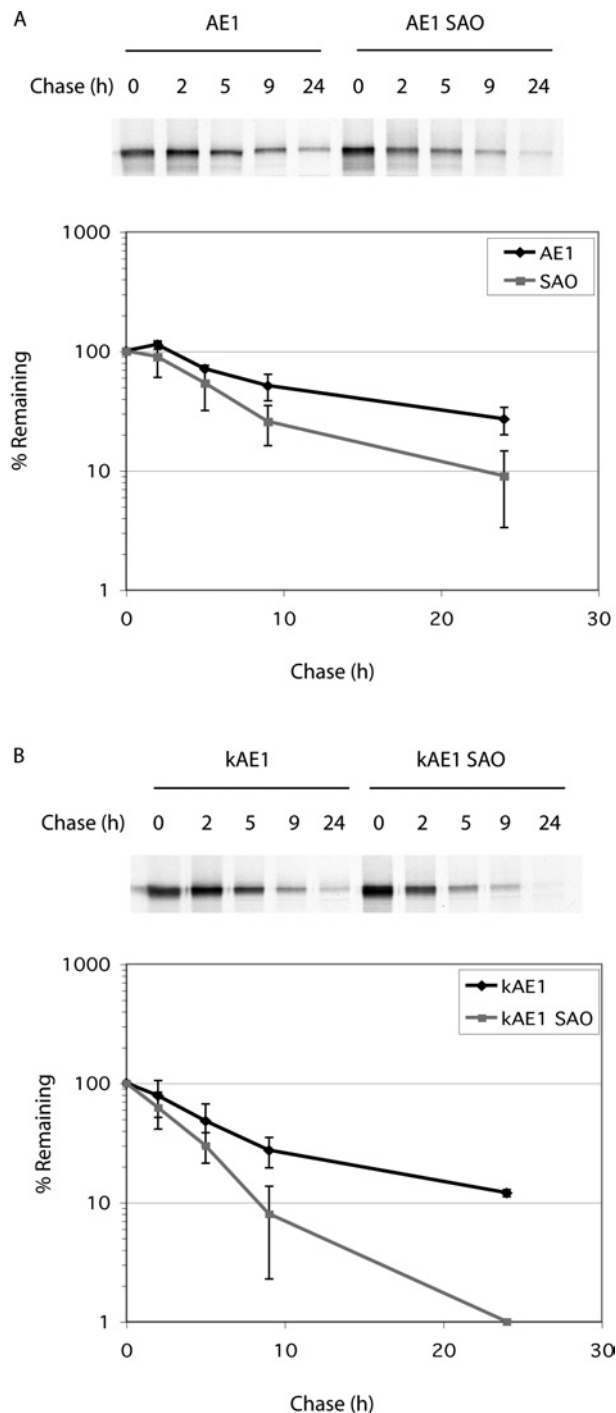 A
AE1 AE1 SAO
Chase (h) 0 2 5 9 24 0 2 5 9 24
1000
AE1
SAO
100
% Remaining
10
1
0 10 20 30
Chase (h)
B
kAE1 kAE1 SAO
Chase (h) 0 2 5 9 24 0 2 5 9 24
1000
kAE1
kAE1 SAO
100
% Remaining
10
1
0 10 20 30
Chase (h)